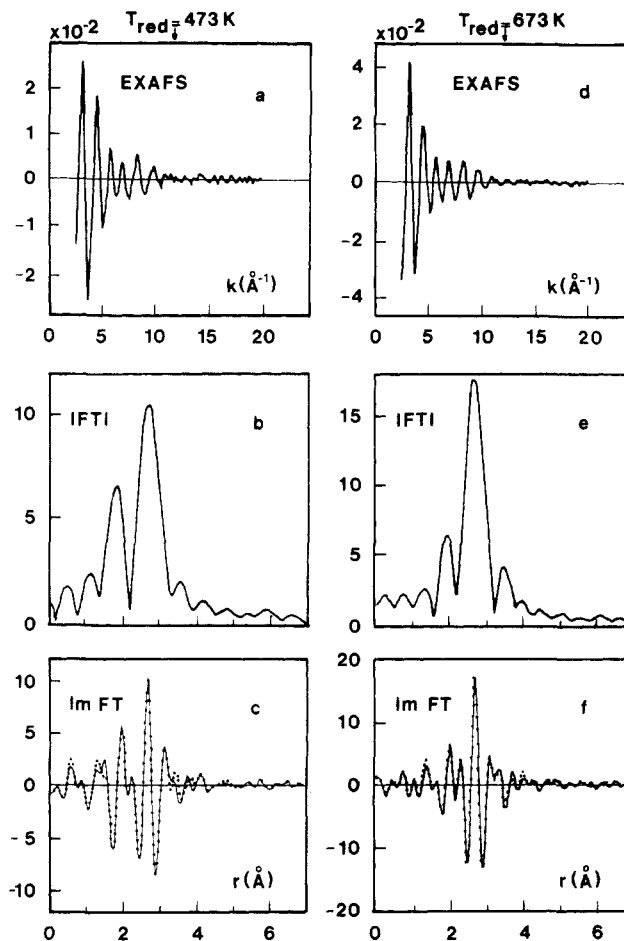 T_red = 473 K
T_red = 673 K
x10^-2
EXAFS
a
2
1
0
-1
-2
k(Å^-1)
0 5 10 15 20
x10^-2
EXAFS
d
4
2
0
-2
-4
k(Å^-1)
0 5 10 15 20
IFTI
b
10
5
0
IFTI
e
15
10
5
0
Im FT
c
10
5
0
-5
-10
r(Å)
0 2 4 6
Im FT
f
20
10
0
-10
-20
r(Å)
0 2 4 6